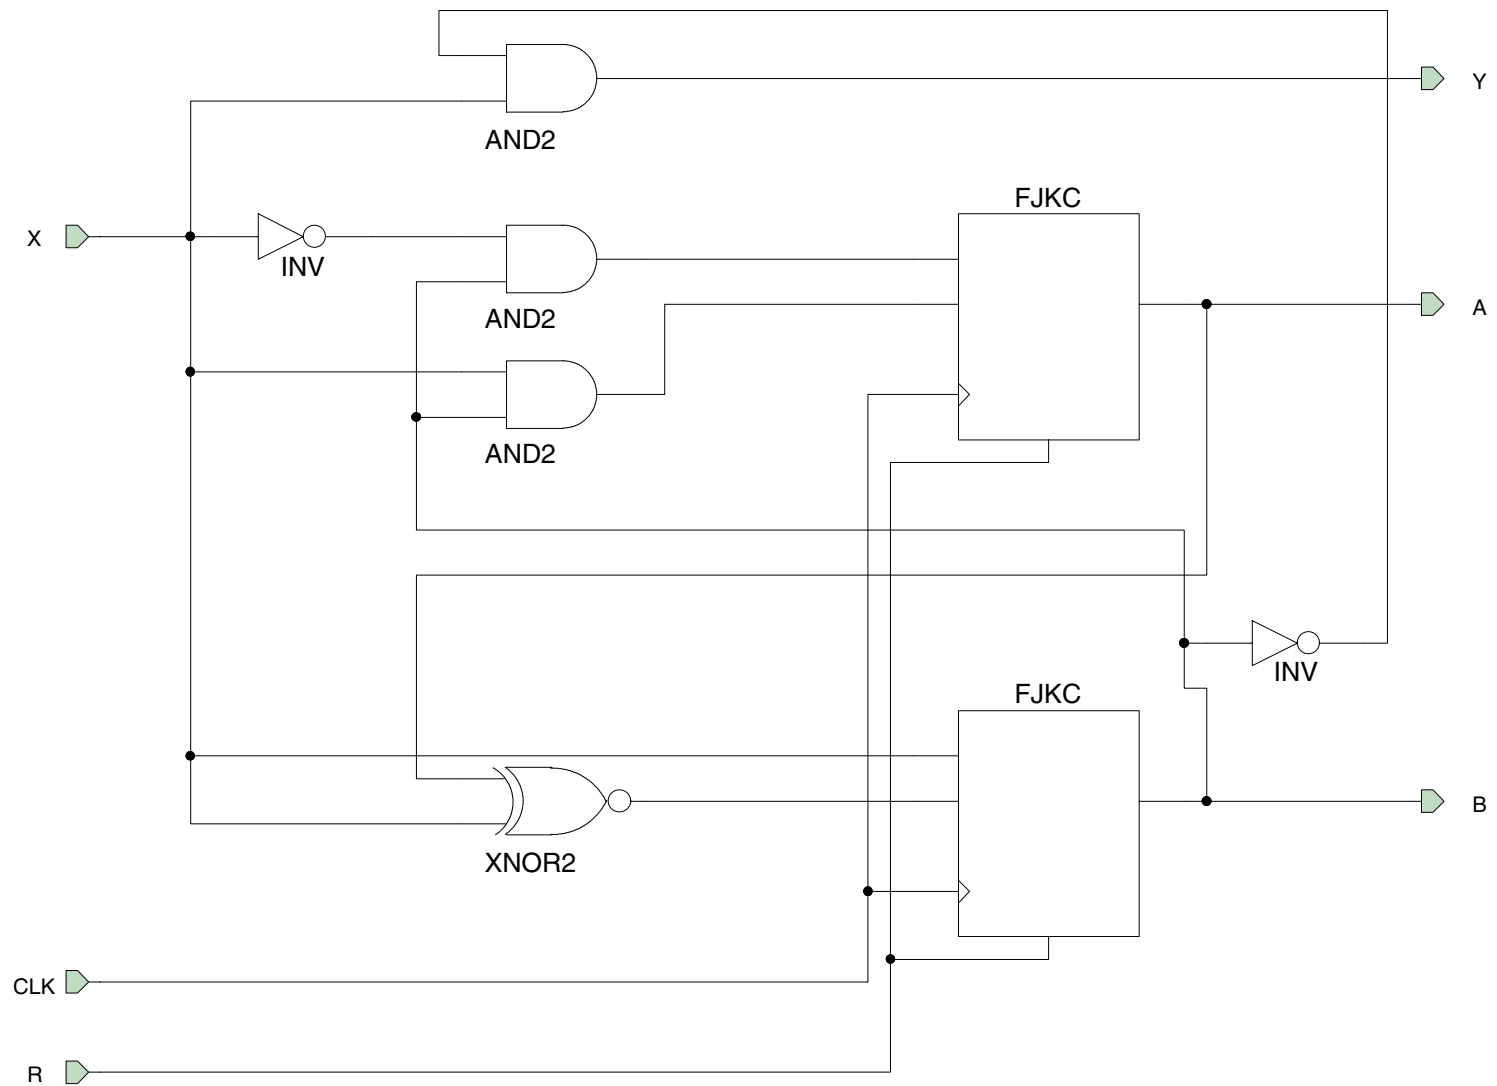 Y
AND2
FJKC
X
INV
AND2
A
AND2
INV
FJKC
B
XNOR2
CLK
R